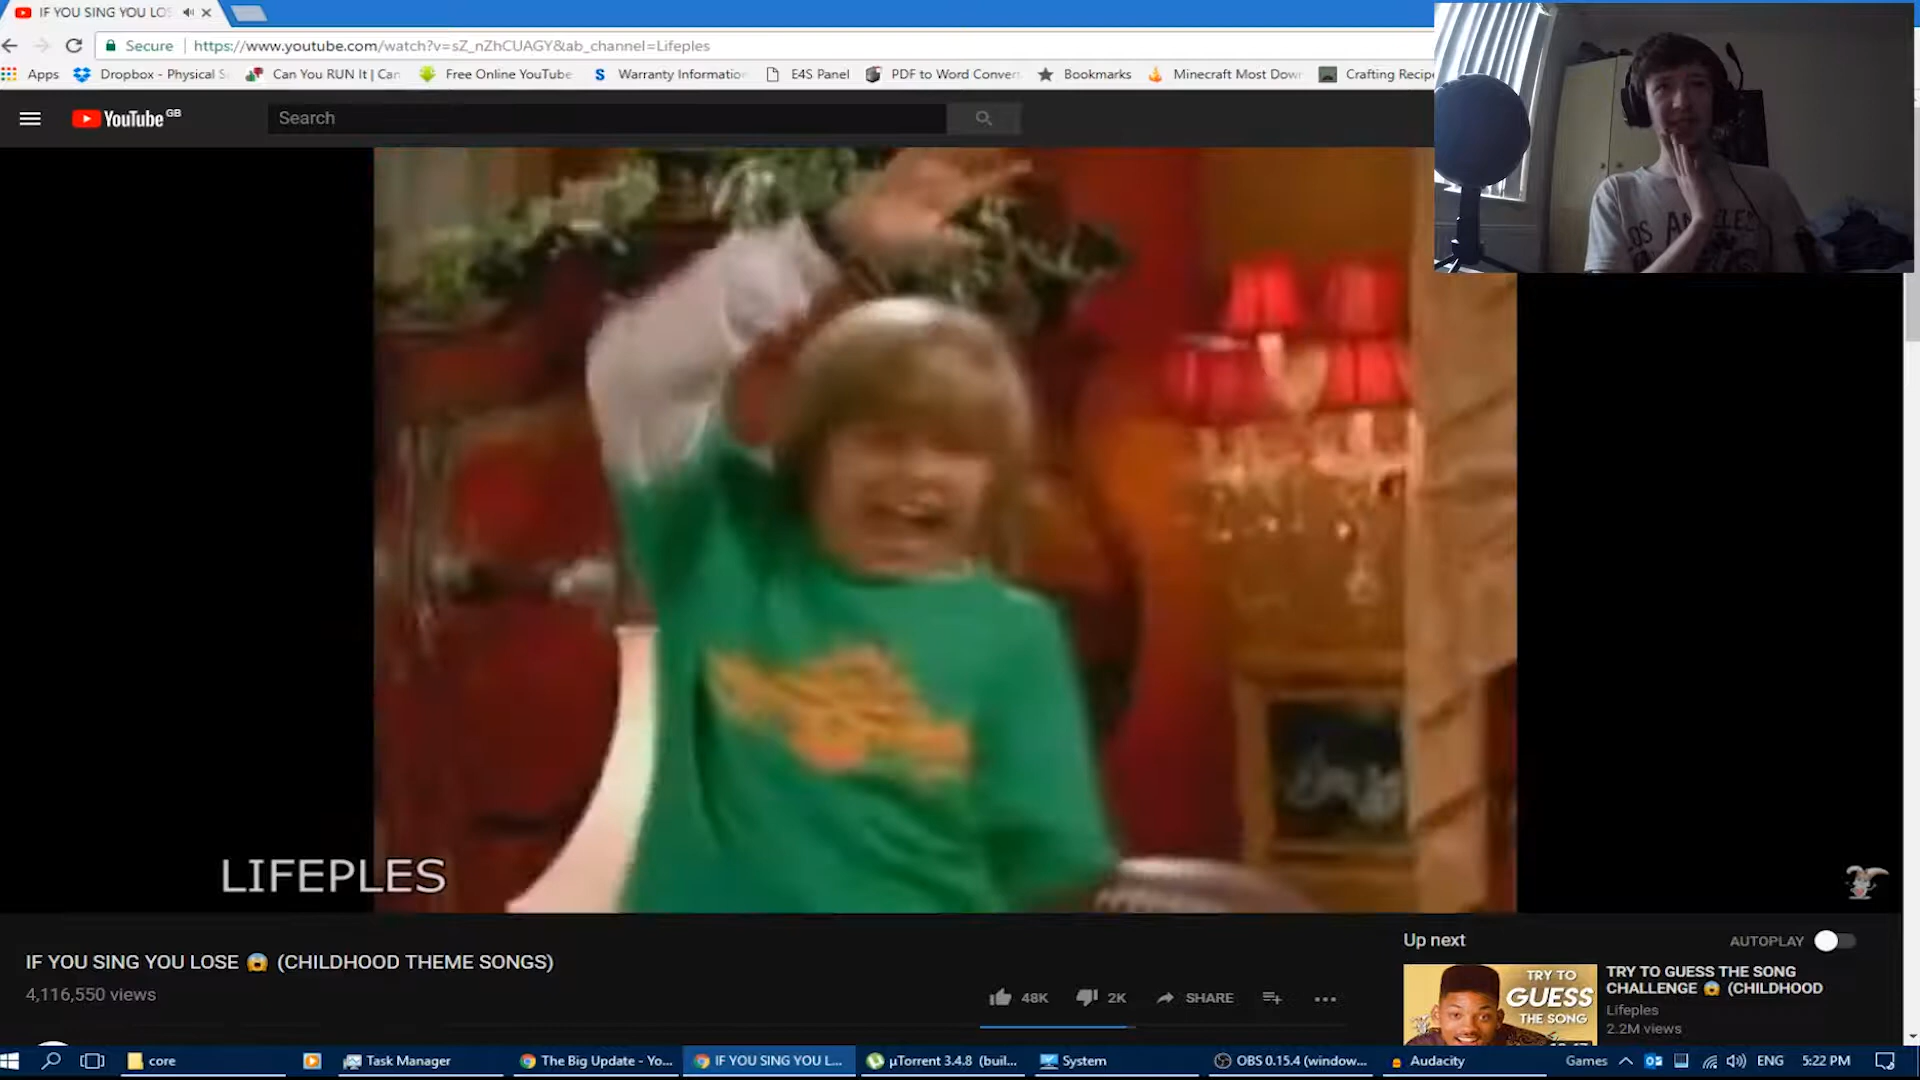 IF YOU SING YOU LOS
Secure https://www.youtube.com/watch?v=sZ_nZhCUAGY&ab_channel=Lifeples
Apps Dropbox - Physical S Can You RUN It | Can Free Online YouTube Warranty Informatio E4S Panel PDF to Word Convert Bookmarks Minecraft Most Dow Crafting Recipe
YouTube GB
Search
LOS ANGELES
LIFEPLES
IF YOU SING YOU LOSE 😱 (CHILDHOOD THEME SONGS)
4,116,550 views
48K 2K SHARE
Up next
AUTOPLAY
TRY TO
GUESS
THE SONG
TRY TO GUESS THE SONG
CHALLENGE 😱 (CHILDHOOD
Lifeples
2.2M views
core Task Manager The Big Update - Yo... IF YOU SING YOU L... µTorrent 3.4.8 (buil... System OBS 0.15.4 (window... Audacity Games ENG 5:22 PM